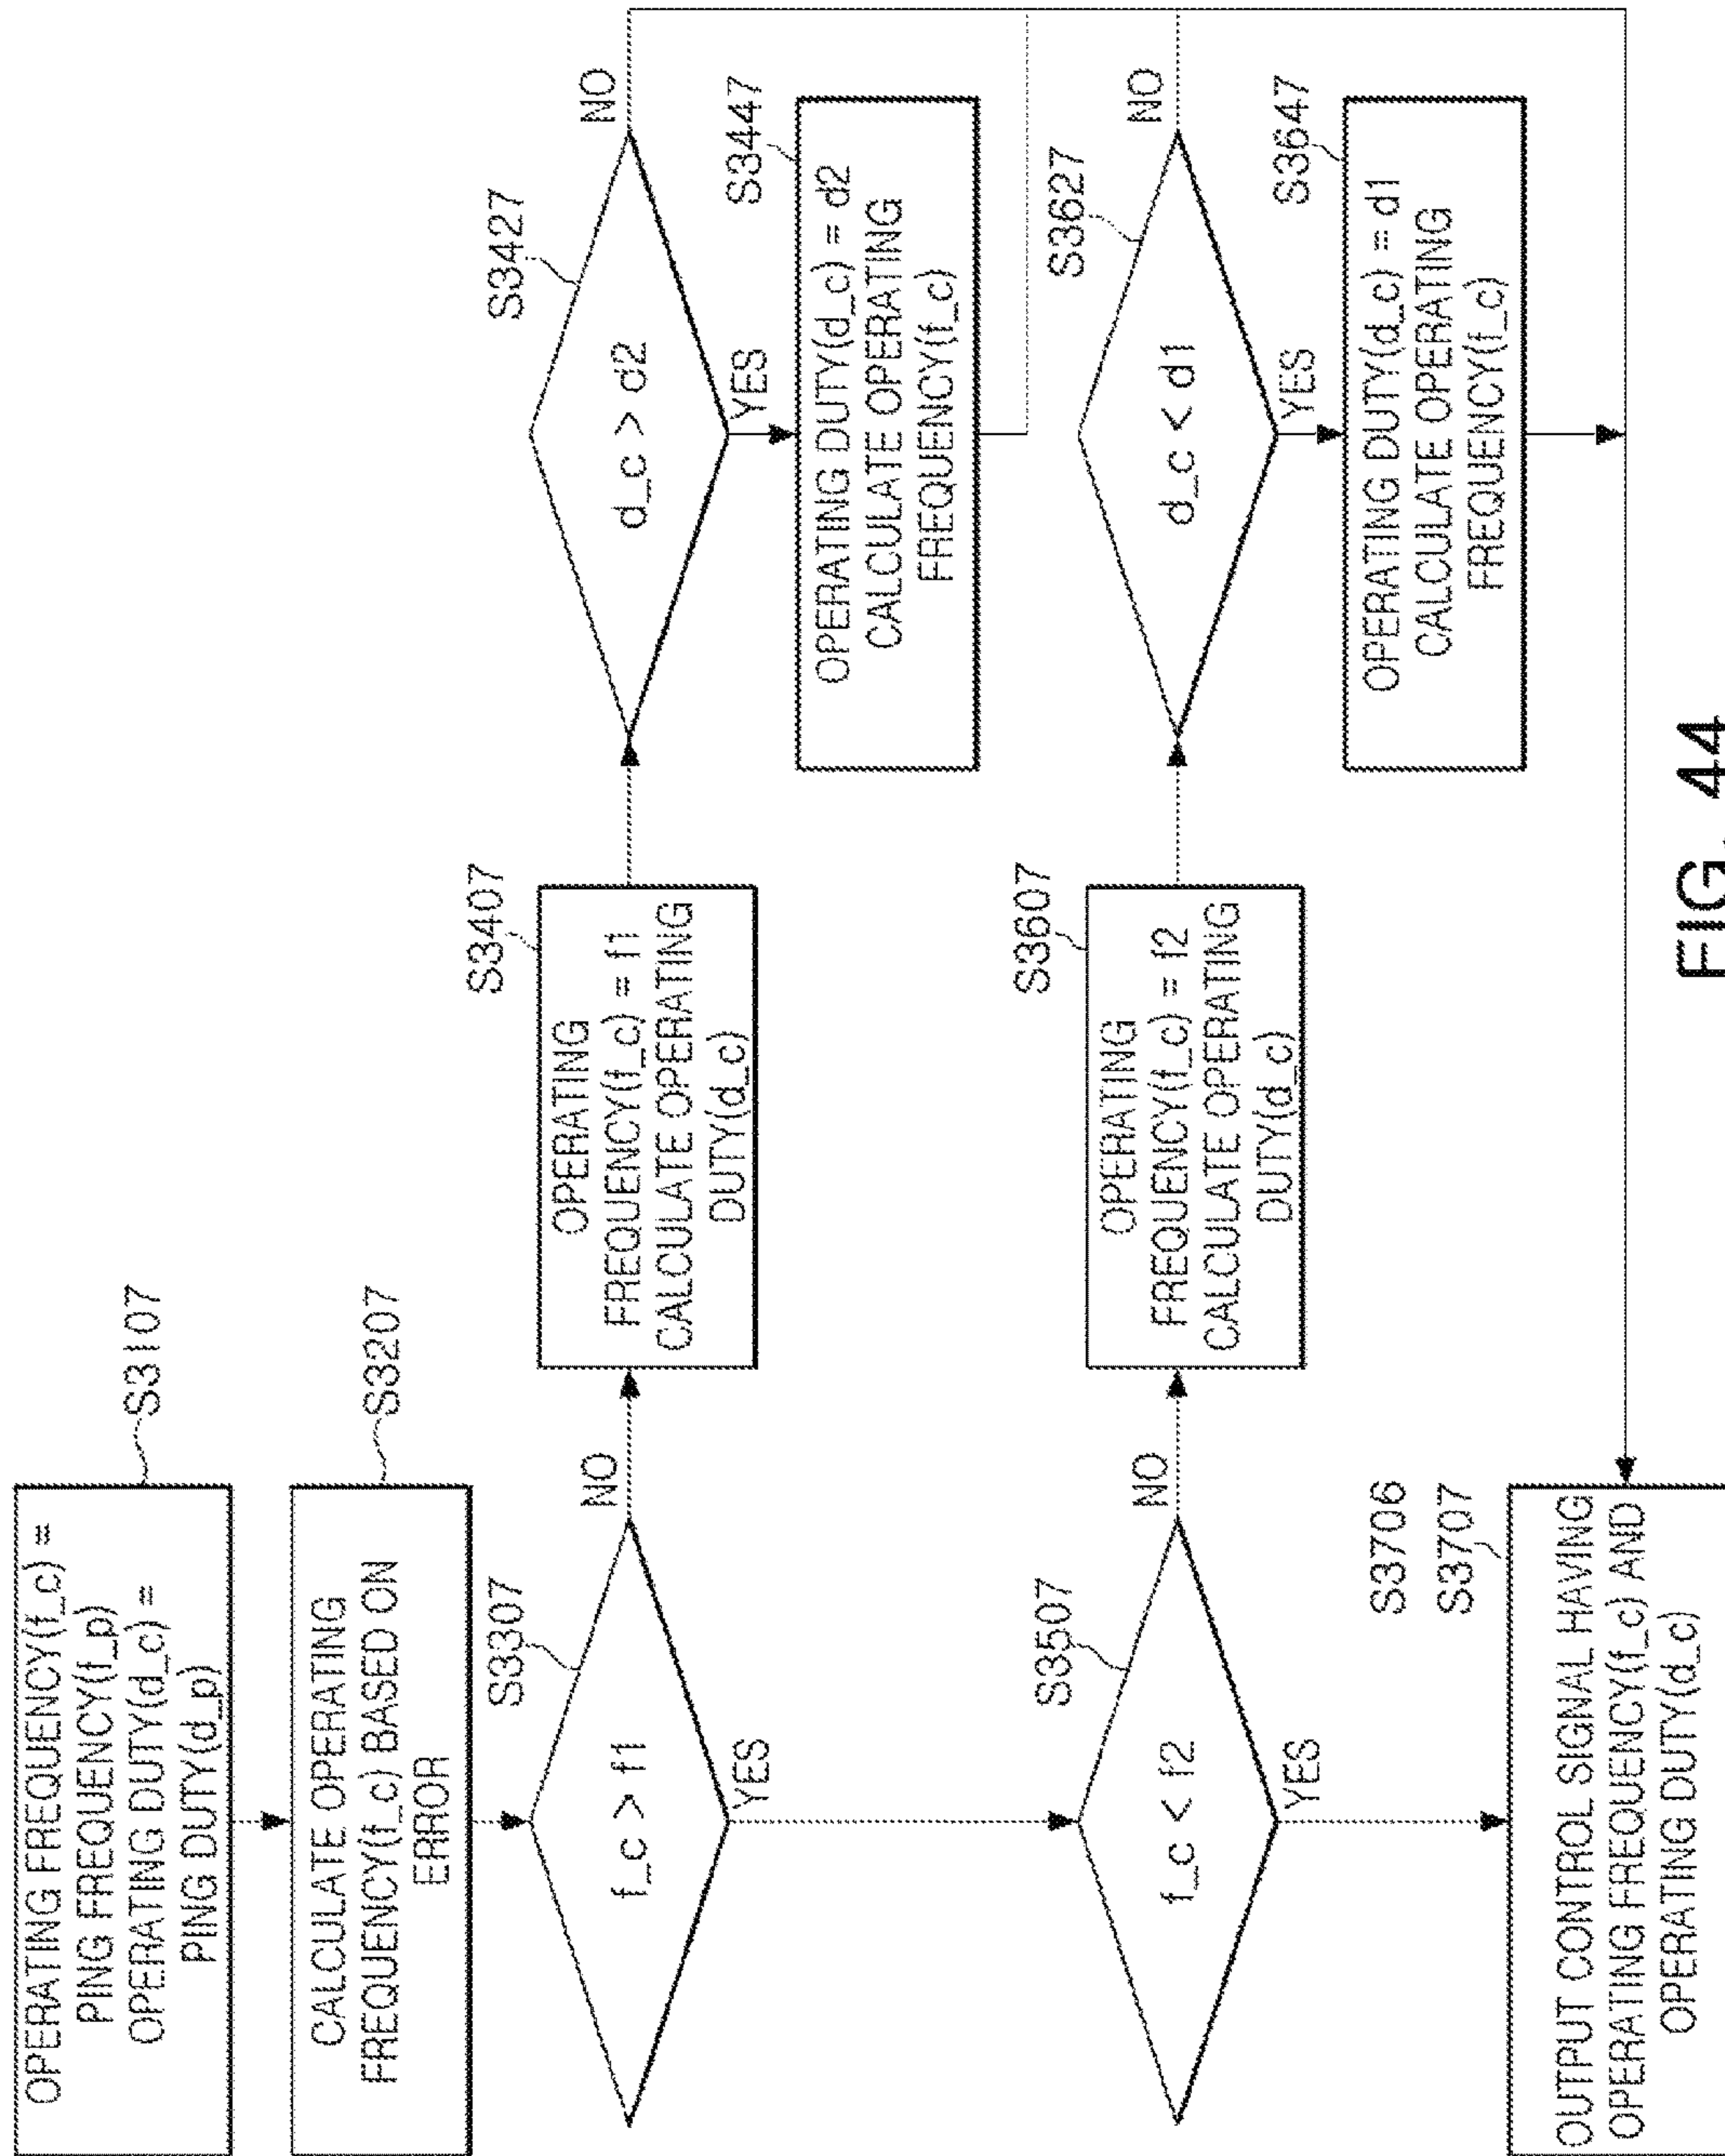 OPERATING FREQUENCY(f_c) =
PING FREQUENCY(f_p)
OPERATING DUTY(d_c) =
PING DUTY(d_p)
S3107
CALCULATE OPERATING
FREQUENCY(f_c) BASED ON
ERROR
S3207
S3307
f_c > f1
NO
YES
S3407
OPERATING
FREQUENCY(f_c) = f1
CALCULATE OPERATING
DUTY(d_c)
S3427
d_c > d2
NO
YES
S3447
OPERATING DUTY(d_c) = d2
CALCULATE OPERATING
FREQUENCY(f_c)
S3507
f_c < f2
NO
YES
S3607
OPERATING
FREQUENCY(f_c) = f2
CALCULATE OPERATING
DUTY(d_c)
S3627
d_c < d1
NO
YES
S3647
OPERATING DUTY(d_c) = d1
CALCULATE OPERATING
FREQUENCY(f_c)
S3706
S3707
OUTPUT CONTROL SIGNAL HAVING
OPERATING FREQUENCY(f_c) AND
OPERATING DUTY(d_c)
FIG. 44